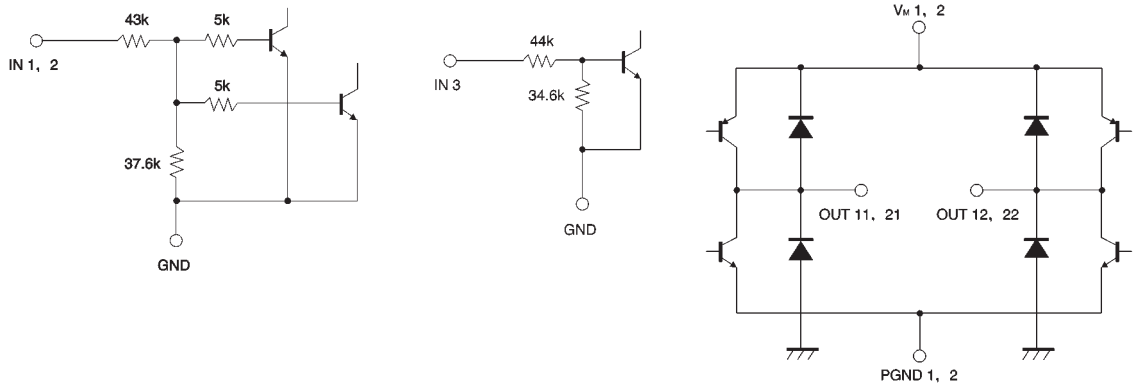 43k
5k
IN 1, 2
5k
37.6k
GND
44k
IN 3
34.6k
GND
VM 1, 2
OUT 11, 21
OUT 12, 22
PGND 1, 2